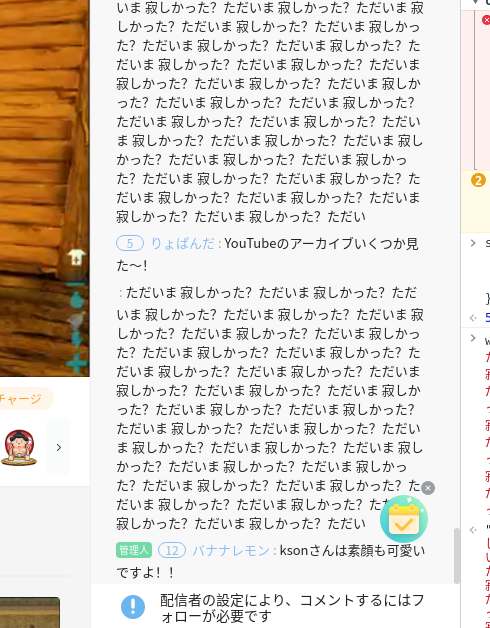 いま 寂しかった？ ただいま 寂しかった？ ただいま 寂
しかった？ ただいま 寂しかった？ ただいま 寂しかっ
た？ ただいま 寂しかった？ ただいま 寂しかった？ た
だいま 寂しかった？ ただいま 寂しかった？ ただいま
寂しかった？ ただいま 寂しかった？ ただいま 寂しか
った？ ただいま 寂しかった？ ただいま 寂しかった？
ただいま 寂しかった？ ただいま 寂しかった？ ただい
ま 寂しかった？ ただいま 寂しかった？ ただいま 寂し
かった？ ただいま 寂しかった？ ただいま 寂しかっ
た？ ただいま 寂しかった？ ただいま 寂しかった？ た
だいま 寂しかった？ ただいま 寂しかった？ ただいま
寂しかった？ ただいま 寂しかった？ ただい
5 りょぱんだ : YouTubeのアーカイブいくつか見
た〜！
: ただいま 寂しかった？ ただいま 寂しかった？ ただ
いま 寂しかった？ ただいま 寂しかった？ ただいま 寂
しかった？ ただいま 寂しかった？ ただいま 寂しかっ
た？ ただいま 寂しかった？ ただいま 寂しかった？ た
だいま 寂しかった？ ただいま 寂しかった？ ただいま
寂しかった？ ただいま 寂しかった？ ただいま 寂しか
った？ ただいま 寂しかった？ ただいま 寂しかった？
ただいま 寂しかった？ ただいま 寂しかった？ ただい
ま 寂しかった？ ただいま 寂しかった？ ただいま 寂し
かった？ ただいま 寂しかった？ ただいま 寂しかっ
た？ ただいま 寂しかった？ ただいま 寂しかった？ た
だいま 寂しかった？ ただいま 寂しかった？ た
寂しかった？ ただいま 寂しかった？ ただい
管理人 12 バナナレモン : ksonさんは素顔も可愛い
ですよ！！
配信者の設定により、コメントするにはフ
ォローが必要です
チャージ
2